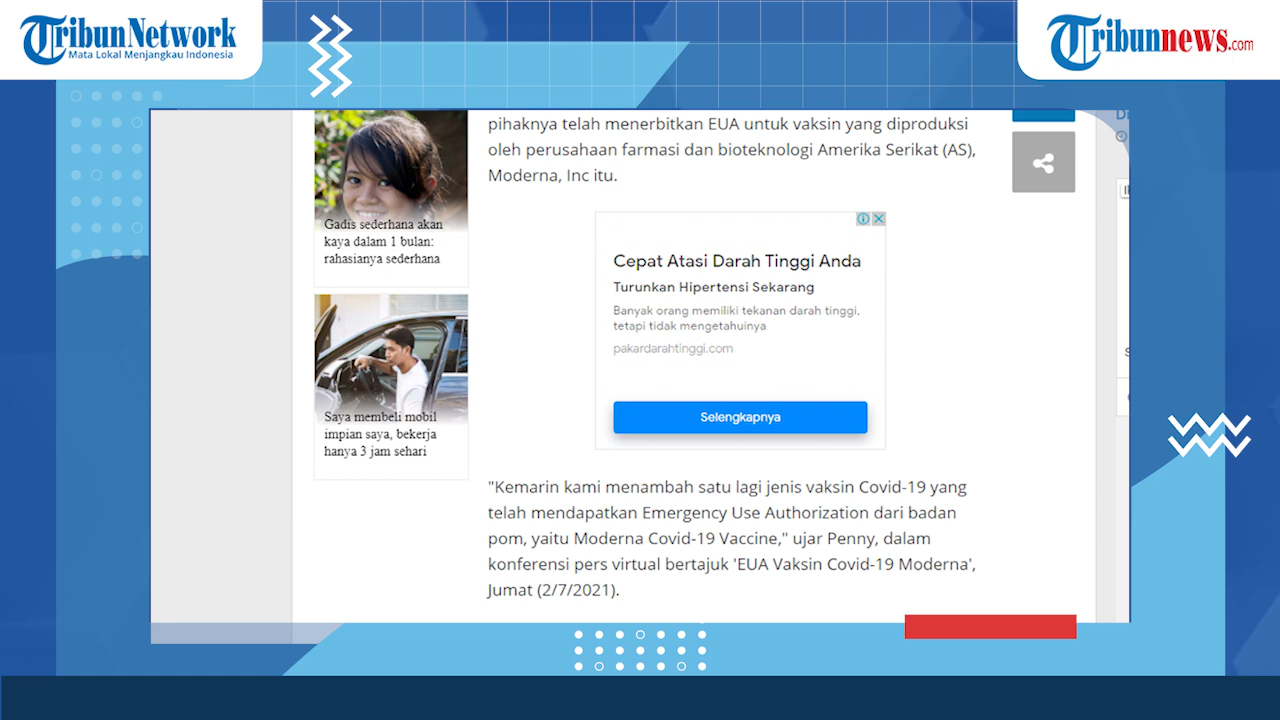 TribunNetwork
Mata Lokal Menjangkau Indonesia
Tribunnews.com
pihaknya telah menerbitkan EUA untuk vaksin yang diproduksi
oleh perusahaan farmasi dan bioteknologi Amerika Serikat (AS),
Moderna, Inc itu.
Gadis sederhana akan
kaya dalam 1 bulan:
rahasianya sederhana
Cepat Atasi Darah Tinggi Anda
Turunkan Hipertensi Sekarang
Banyak orang memiliki tekanan darah tinggi,
tetapi tidak mengetahuinya
pakardarahtinggi.com
Selengkapnya
Saya membeli mobil
impian saya, bekerja
hanya 3 jam sehari
"Kemarin kami menambah satu lagi jenis vaksin Covid-19 yang
telah mendapatkan Emergency Use Authorization dari badan
pom, yaitu Moderna Covid-19 Vaccine," ujar Penny, dalam
konferensi pers virtual bertajuk 'EUA Vaksin Covid-19 Moderna',
Jumat (2/7/2021).